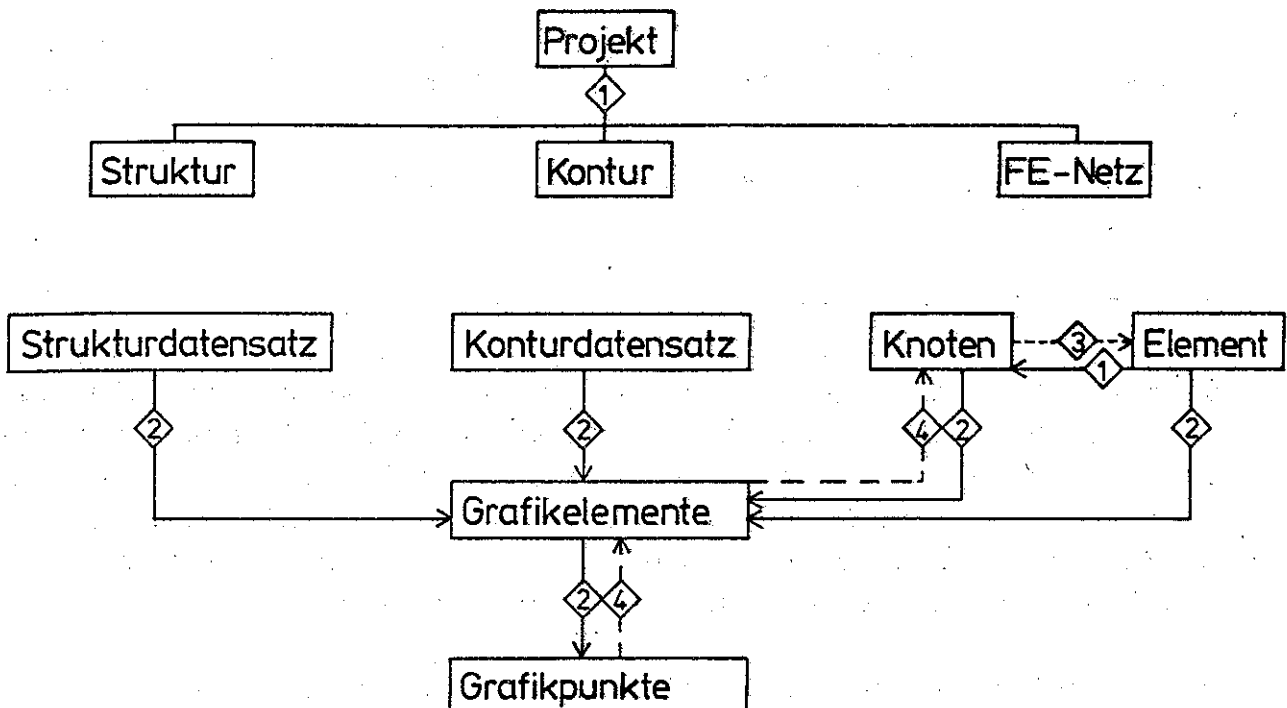 Projekt
1
Struktur
Kontur
FE-Netz
Strukturdatensatz
Konturdatensatz
Knoten
3
Element
1
2
2
4
2
2
Grafikelemente
2
4
Grafikpunkte